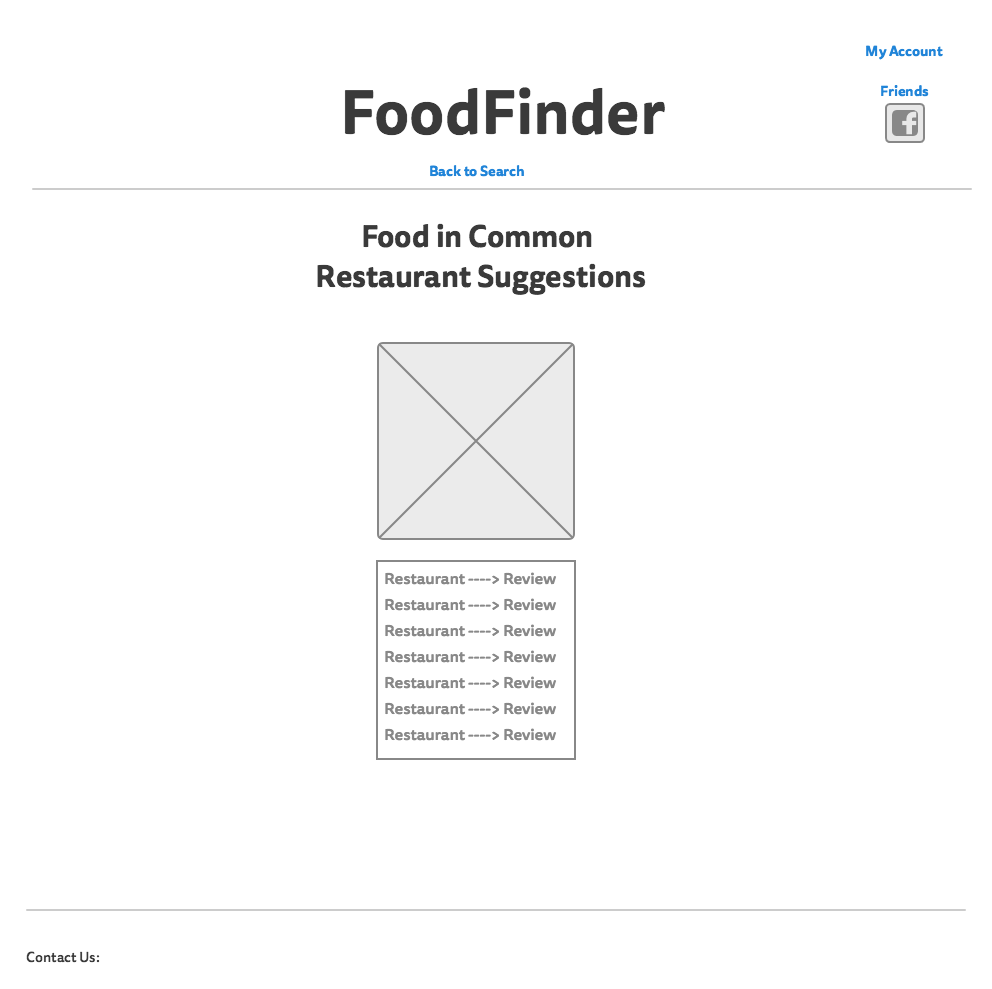 My Account
Friends
FoodFinder
Back to Search
Food in Common
Restaurant Suggestions
Restaurant ----> Review
Restaurant ----> Review
Restaurant ----> Review
Restaurant ----> Review
Restaurant ----> Review
Restaurant ----> Review
Restaurant ----> Review
Contact Us: